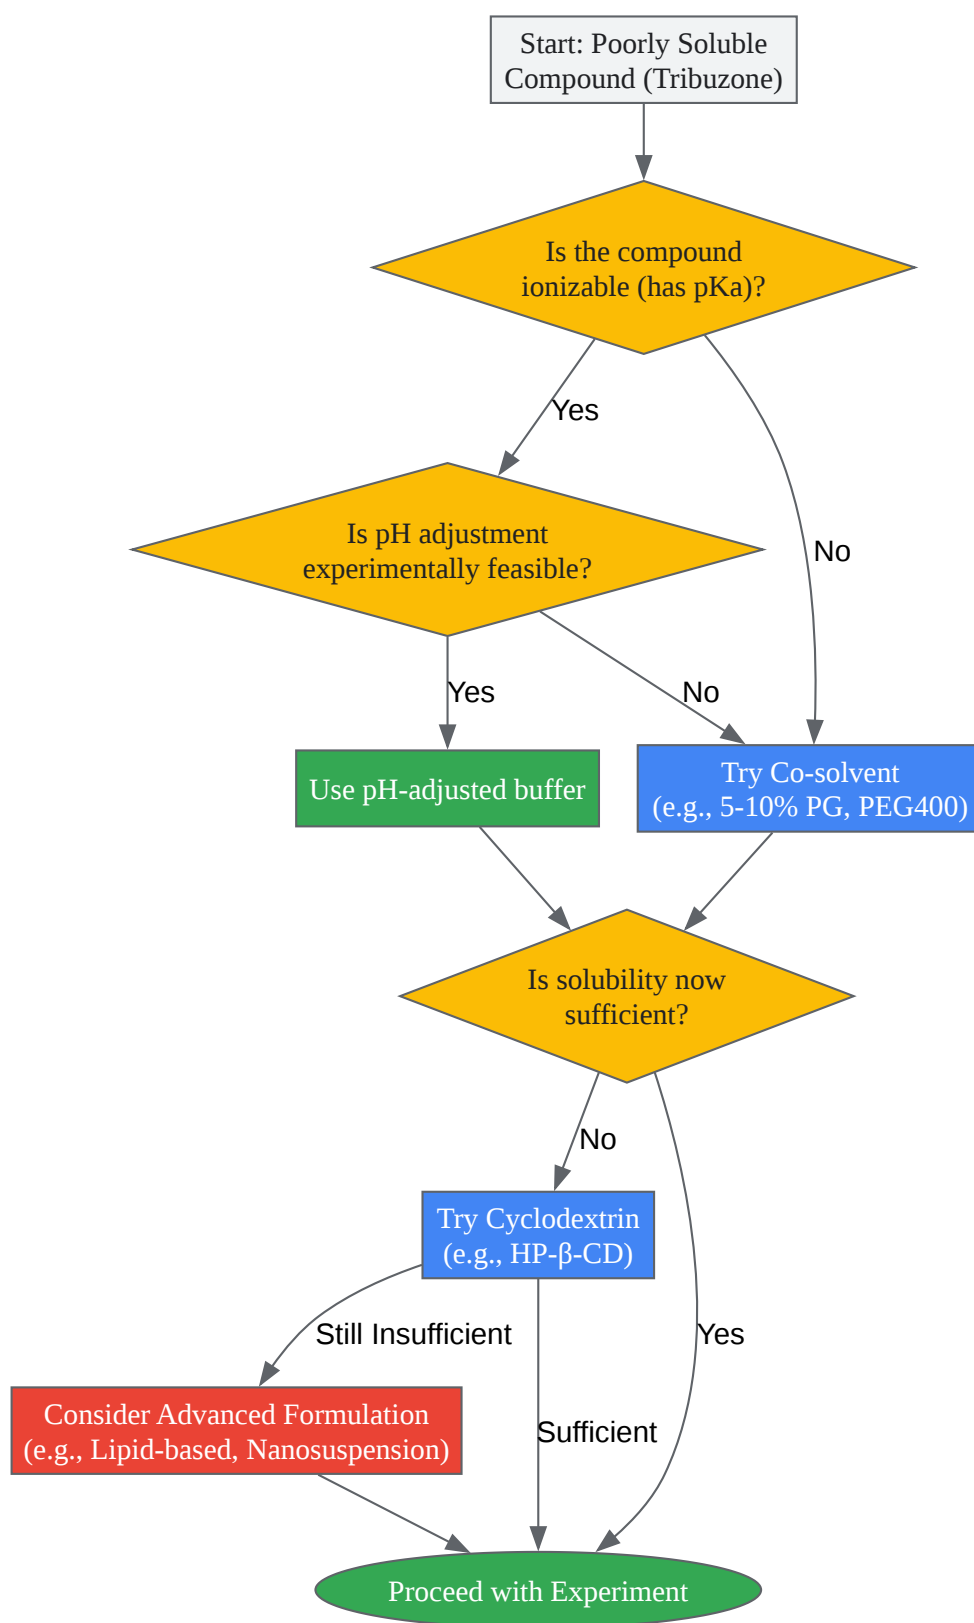 Start: Poorly Soluble
Compound (Tribuzone)
Is the compound
ionizable (has pKa)?
Yes
No
Is pH adjustment
experimentally feasible?
Yes
No
Use pH-adjusted buffer
Try Co-solvent
(e.g., 5-10% PG, PEG400)
Is solubility now
sufficient?
No
Yes
Try Cyclodextrin
(e.g., HP-β-CD)
Still Insufficient
Sufficient
Consider Advanced Formulation
(e.g., Lipid-based, Nanosuspension)
Proceed with Experiment